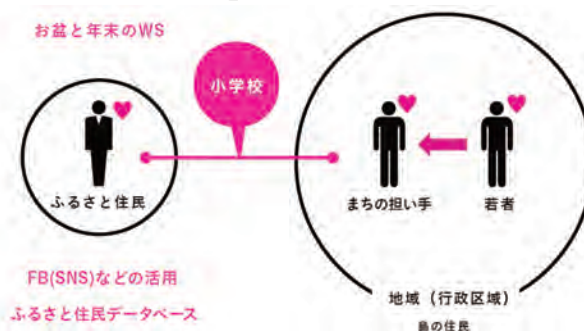 お盆と年末のWS
小学校
ふるさと住民
まちの担い手
若者
FB(SNS)などの活用
ふるさと住民データベース
地域（行政区域）
島の住民